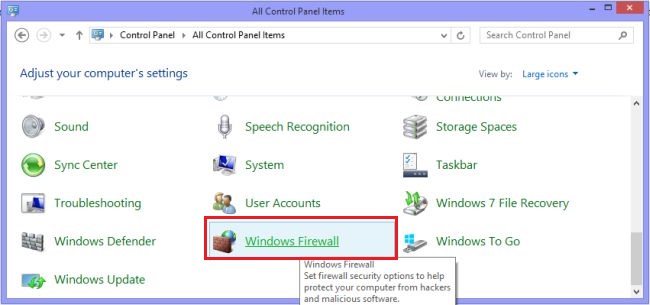 All Control Panel Items
Control Panel All Control Panel Items Search Control Panel
Adjust your computer's settings View by: Large icons
Connections
Sound Speech Recognition Storage Spaces
Sync Center System Taskbar
Troubleshooting User Accounts Windows 7 File Recovery
Windows Defender Windows Firewall Windows To Go
Windows Update
Windows Firewall
Set firewall security options to help
protect your computer from hackers
and malicious software.